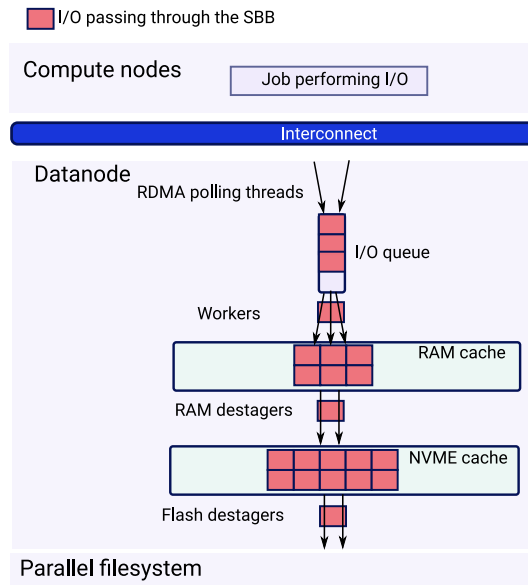 I/O passing through the SBB
Compute nodes
Job performing I/O
Interconnect
Datanode
RDMA polling threads
I/O queue
Workers
RAM cache
RAM destagers
NVME cache
Flash destagers
Parallel filesystem